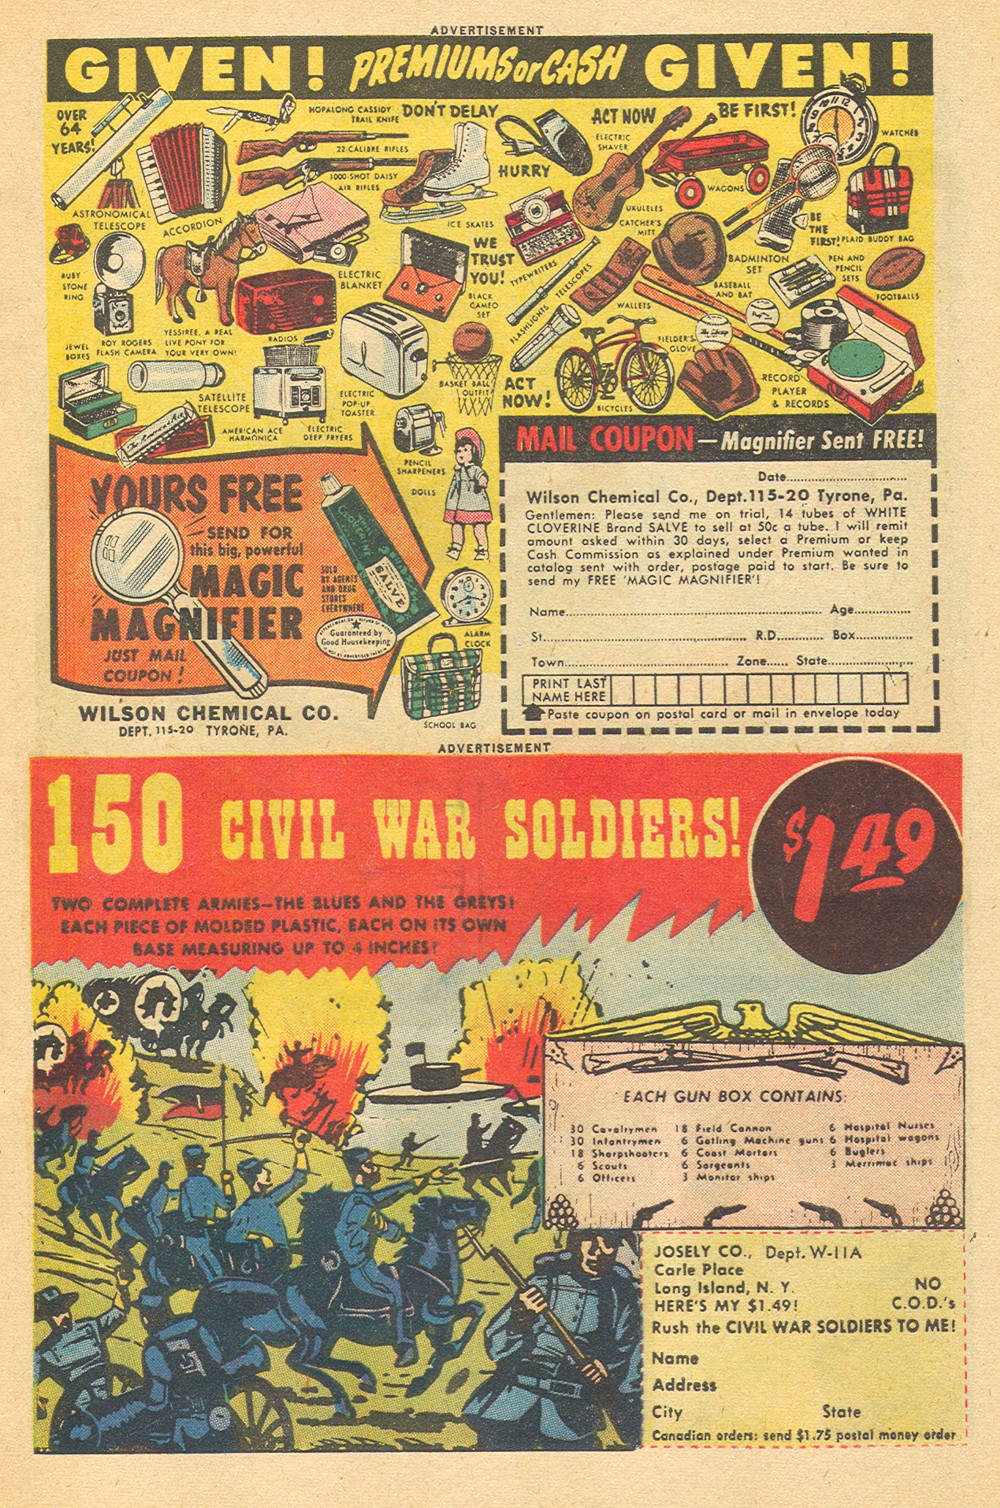 ADVERTISEMENT
GIVEN! PREMIUMS or CASH GIVEN!
OVER
64
YEARS!
HOPALONG CASSIDY
TRAIL KNIFE
DON'T DELAY
22 CALIBRE RIFLES
1000-SHOT DAISY
AIR RIFLES
HURRY
ACT NOW
ELECTRIC
SHAVER
BE FIRST!
WATCHES
ASTRONOMICAL
TELESCOPE
ACCORDION
ICE SKATES
UKULELES
WAGONS
BE
THE
FIRST!
PLAID BUDDY BAG
RUBY
STONE
RING
ELECTRIC
BLANKET
WE
TRUST
YOU!
BLACK
CAMEO
SET
TYPEWRITERS
TELESCOPES
CATCHER'S
MITT
WALLETS
BADMINTON
SET
PEN AND
PENCIL
SETS
FOOTBALLS
BASEBALL
AND BAT
JEWEL
BOXES
ROY ROGERS
FLASH CAMERA
YESSIREE, A REAL
LIVE PONY FOR
YOUR VERY OWN!
RADIOS
FLASHLIGHTS
FIELDER'S
GLOVE
SATELLITE
TELESCOPE
ELECTRIC
POP-UP
TOASTER
BASKET BALL
OUTFIT
ACT
NOW!
BICYCLES
RECORD
PLAYER
& RECORDS
AMERICAN ACE
HARMONICA
ELECTRIC
DEEP FRYERS
PENCIL
SHARPENERS
DOLLS
ALARM
CLOCK
SCHOOL BAG
YOURS FREE
SEND FOR
this big, powerful
MAGIC
MAGNIFIER
JUST MAIL
COUPON!
SALVE
SOLD
BY AGENTS
AND DRUG
STORES
EVERYWHERE
Guaranteed by
Good Housekeeping
WILSON CHEMICAL CO.
DEPT. 115-20 TYRONE, PA.
MAIL COUPON—Magnifier Sent FREE!
Date
Wilson Chemical Co., Dept.115-20 Tyrone, Pa.
Gentlemen: Please send me on trial, 14 tubes of WHITE
CLOVERINE Brand SALVE to sell at 50c a tube. I will remit
amount asked within 30 days, select a Premium or keep
Cash Commission as explained under Premium wanted in
catalog sent with order, postage paid to start. Be sure to
send my FREE 'MAGIC MAGNIFIER'!
Name Age
St. R.D. Box
Town Zone State
PRINT LAST
NAME HERE
Paste coupon on postal card or mail in envelope today
ADVERTISEMENT
150 CIVIL WAR SOLDIERS!
$1.49
TWO COMPLETE ARMIES—THE BLUES AND THE GREYS!
EACH PIECE OF MOLDED PLASTIC, EACH ON ITS OWN
BASE MEASURING UP TO 4 INCHES!
EACH GUN BOX CONTAINS:
30 Cavalrymen 18 Field Cannon 6 Hospital Nurses
30 Infantrymen 6 Gatling Machine guns 6 Hospital wagons
18 Sharpshooters 6 Coast Mortars 6 Buglers
6 Scouts 6 Sergeants 3 Merrimac ships
6 Officers 3 Monitor ships
JOSELY CO., Dept. W-11A
Carle Place
Long Island, N. Y.
HERE'S MY $1.49!
NO
C.O.D.'s
Rush the CIVIL WAR SOLDIERS TO ME!
Name
Address
City State
Canadian orders: send $1.75 postal money order